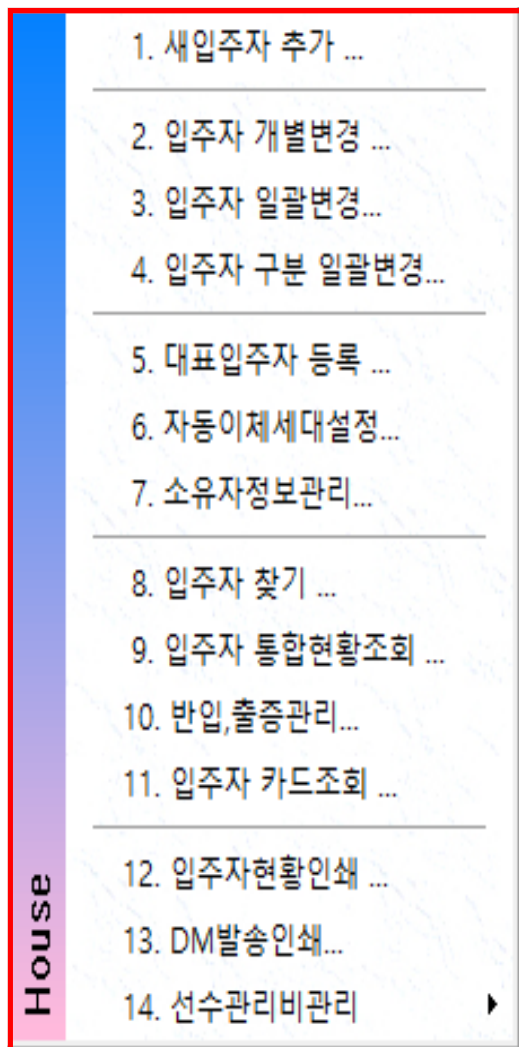 1. 새입주자 추가 ...
2. 입주자 개별변경 ...
3. 입주자 일괄변경...
4. 입주자 구분 일괄변경...
5. 대표입주자 등록 ...
6. 자동이체세대설정...
7. 소유자정보관리...
8. 입주자 찾기 ...
9. 입주자 통합현황조회 ...
10. 반입,출증관리...
11. 입주자 카드조회 ...
12. 입주자현황인쇄 ...
13. DM발송인쇄...
14. 선수관리비관리
House